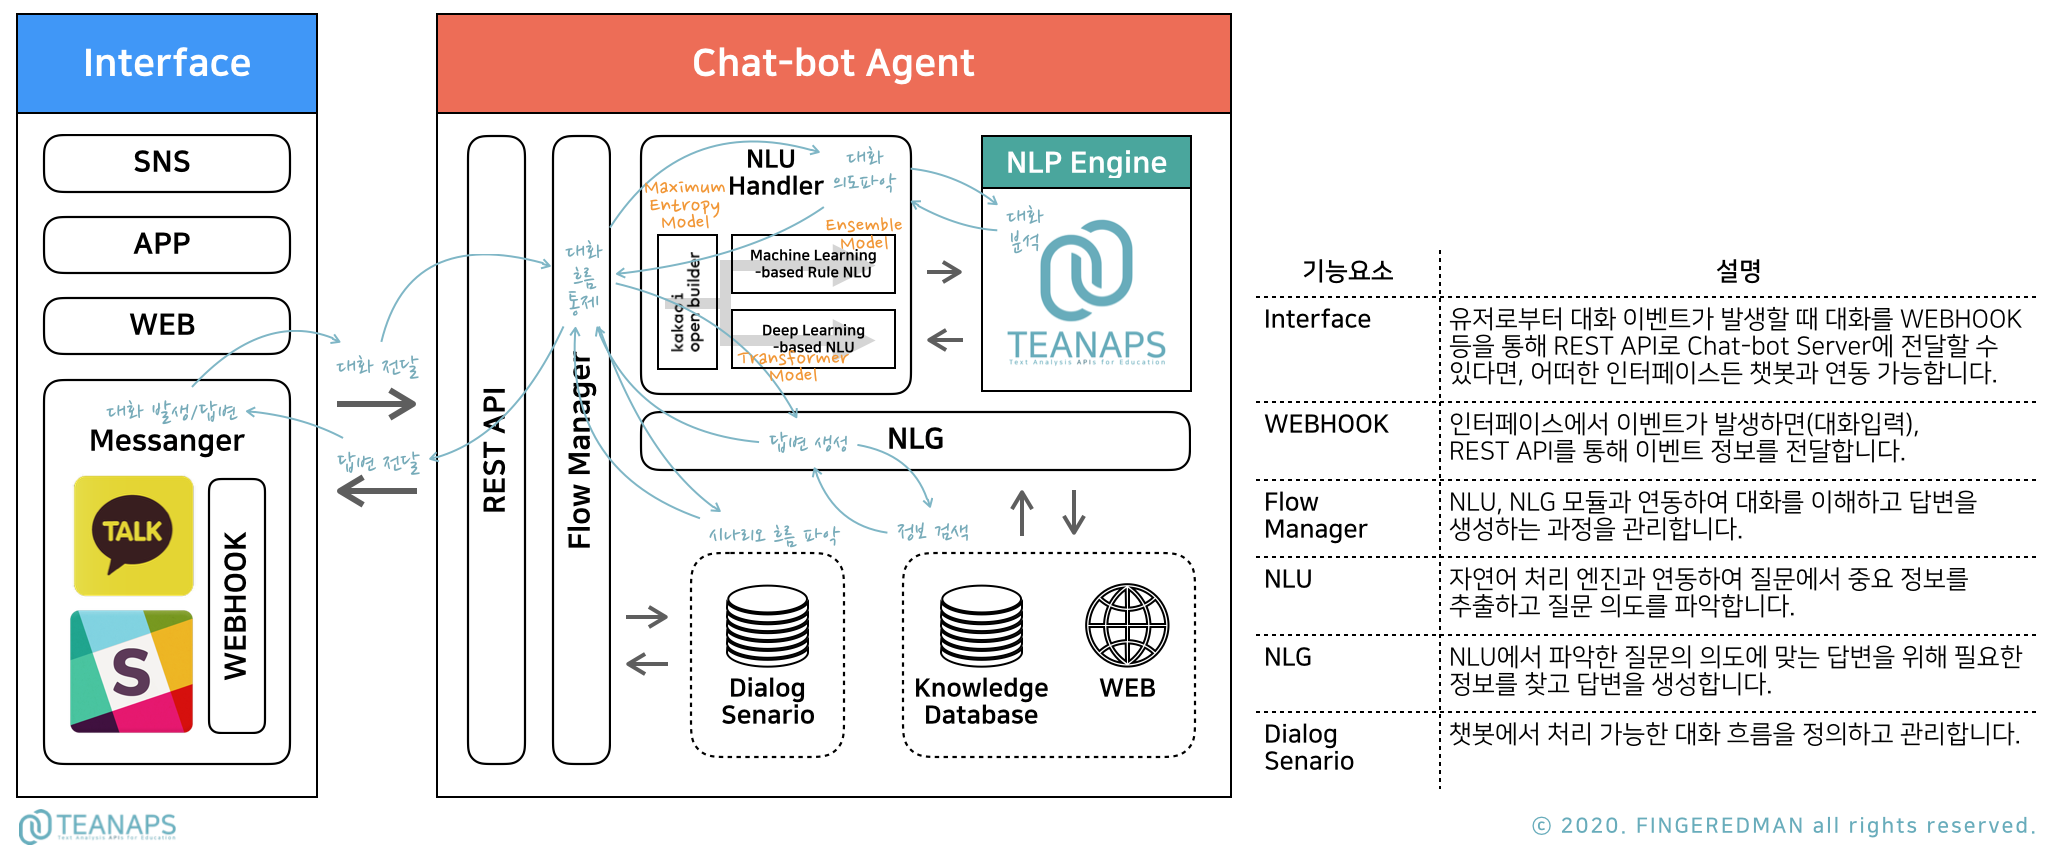 Interface
SNS
APP
WEB
대화 발생/답변
Messanger
TALK
S
WEBHOOK
대화 전달
답변 전달
Chat-bot Agent
REST API
Flow Manager
대화
흐름
통제
NLU
Handler
대화
의도파악
Maximum
Entropy
Model
Ensemble
Model
kakao i
open builder
Machine Learning
-based Rule NLU
Deep Learning
-based NLU
Transformer
Model
NLP Engine
대화
분석
TEANAPS
Text Analysis APIs for Education
답변 생성
NLG
시나리오 흐름 파악
정보 검색
Dialog
Senario
Knowledge
Database
WEB
기능요소
설명
Interface
유저로부터 대화 이벤트가 발생할 때 대화를 WEBHOOK
등을 통해 REST API로 Chat-bot Server에 전달할 수
있다면, 어떠한 인터페이스든 챗봇과 연동 가능합니다.
WEBHOOK
인터페이스에서 이벤트가 발생하면(대화입력),
REST API를 통해 이벤트 정보를 전달합니다.
Flow
Manager
NLU, NLG 모듈과 연동하여 대화를 이해하고 답변을
생성하는 과정을 관리합니다.
NLU
자연어 처리 엔진과 연동하여 질문에서 중요 정보를
추출하고 질문 의도를 파악합니다.
NLG
NLU에서 파악한 질문의 의도에 맞는 답변을 위해 필요한
정보를 찾고 답변을 생성합니다.
Dialog
Senario
챗봇에서 처리 가능한 대화 흐름을 정의하고 관리합니다.
TEANAPS
Text Analysis APIs for Education
© 2020. FINGEREDMAN all rights reserved.